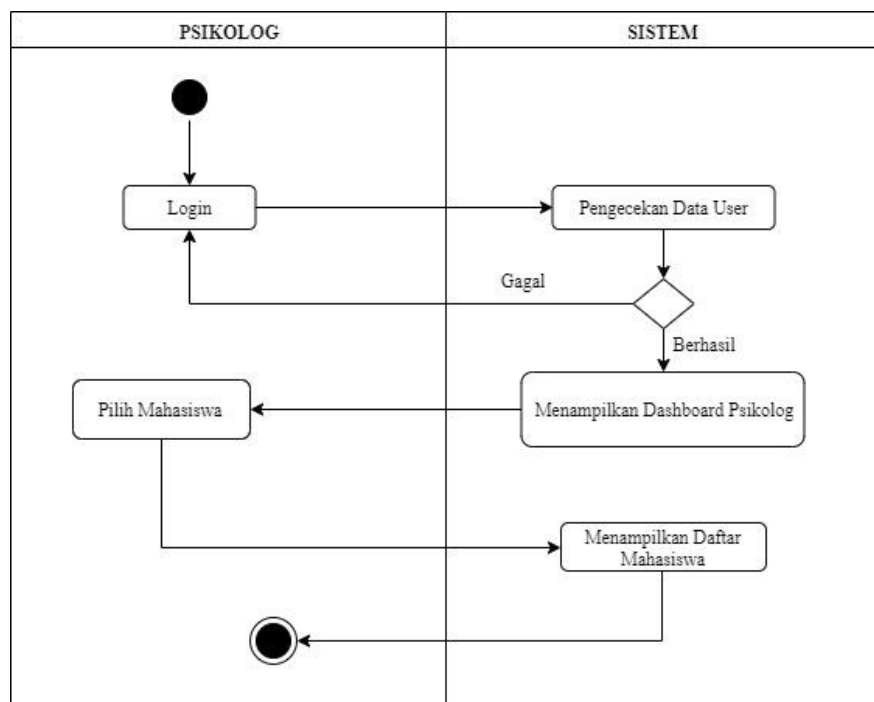 PSIKOLOG
SISTEM
Login
Pengecekan Data User
Gagal
Berhasil
Pilih Mahasiswa
Menampilkan Dashboard Psikolog
Menampilkan Daftar
Mahasiswa